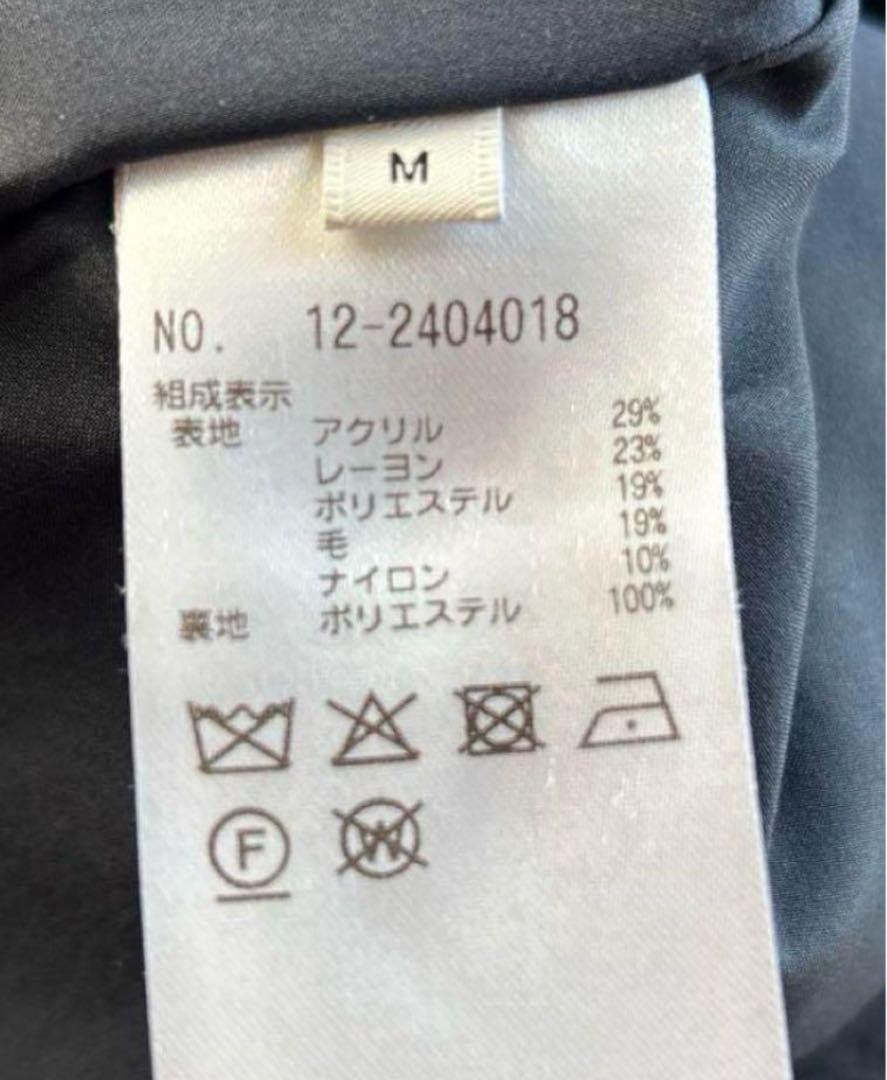 M
NO. 12-2404018
組成表示
表地 アクリル 29%
レーヨン 23%
ポリエステル 19%
毛 19%
ナイロン 10%
裏地 ポリエステル 100%
F W